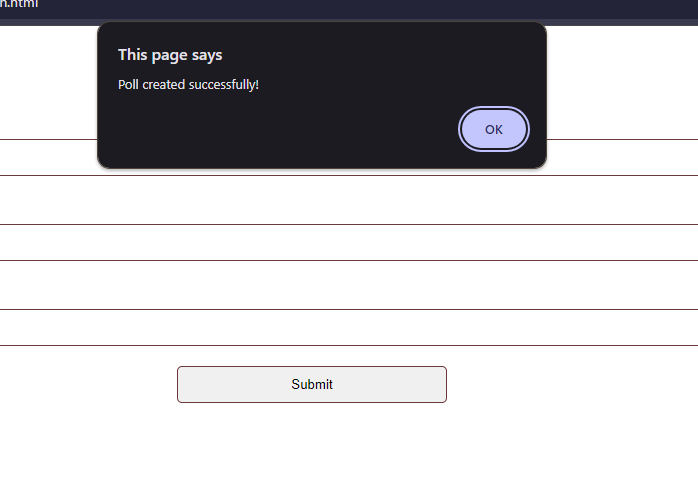 n.html
This page says
Poll created successfully!
OK
Submit